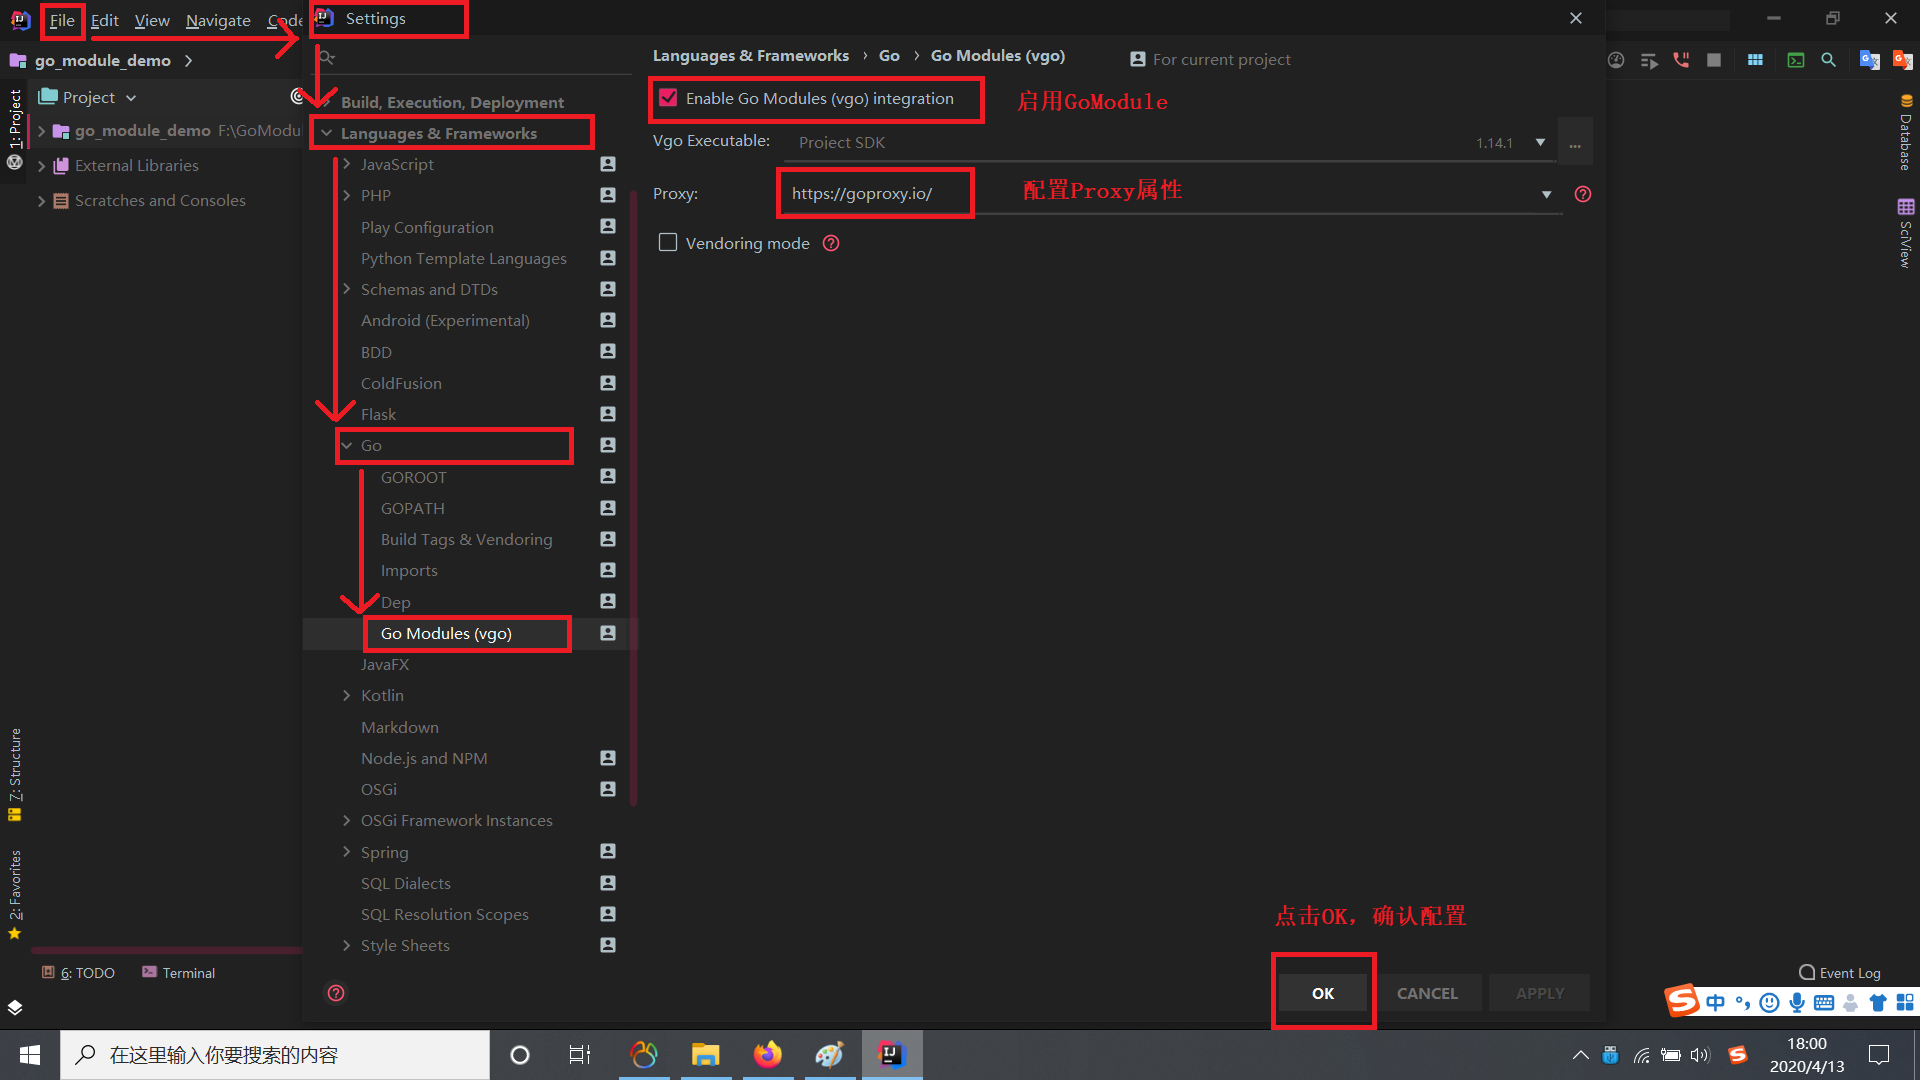 File Edit View Navigate Code
Settings
go_module_demo
Project
go_module_demo F:\GoModul
External Libraries
Scratches and Consoles
1: Project
7: Structure
2: Favorites
Build, Execution, Deployment
Languages & Frameworks
JavaScript
PHP
Play Configuration
Python Template Languages
Schemas and DTDs
Android (Experimental)
BDD
ColdFusion
Flask
Go
GOROOT
GOPATH
Build Tags & Vendoring
Imports
Dep
Go Modules (vgo)
JavaFX
Kotlin
Markdown
Node.js and NPM
OSGi
OSGi Framework Instances
Spring
SQL Dialects
SQL Resolution Scopes
Style Sheets
Languages & Frameworks › Go › Go Modules (vgo) For current project
Enable Go Modules (vgo) integration
启用GoModule
Vgo Executable: Project SDK 1.14.1 ...
Proxy: https://goproxy.io/
配置Proxy属性
Vendoring mode
点击OK，确认配置
OK CANCEL APPLY
Database
SciView
6: TODO Terminal
Event Log
中
在这里输入你要搜索的内容
18:00
2020/4/13